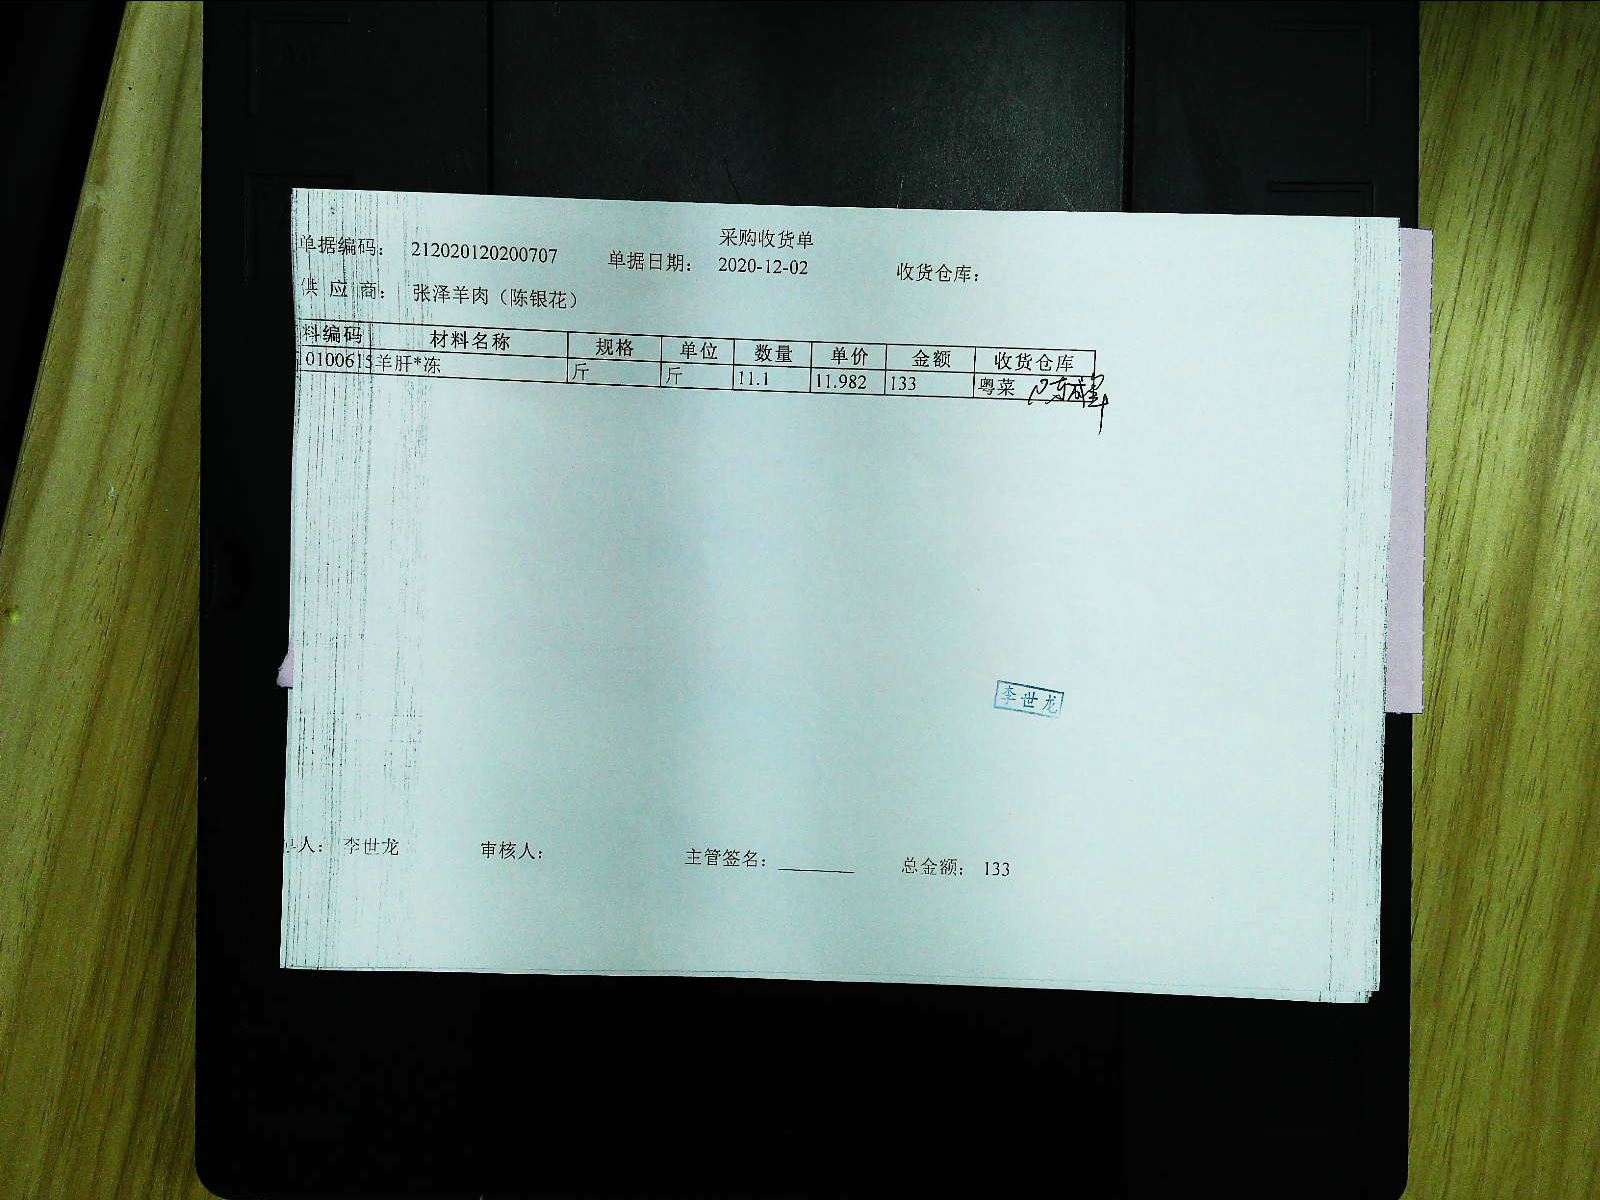 采购收货单
单据编码： 212020120200707 单据日期： 2020-12-02 收货仓库：
供 应 商： 张泽羊肉（陈银花）
料编码 材料名称 规格 单位 数量 单价 金额 收货仓库
0100615 羊肝*冻 斤 斤 11.1 11.982 133 粤菜
李世龙
人： 李世龙 审核人： 主管签名： 总金额： 133